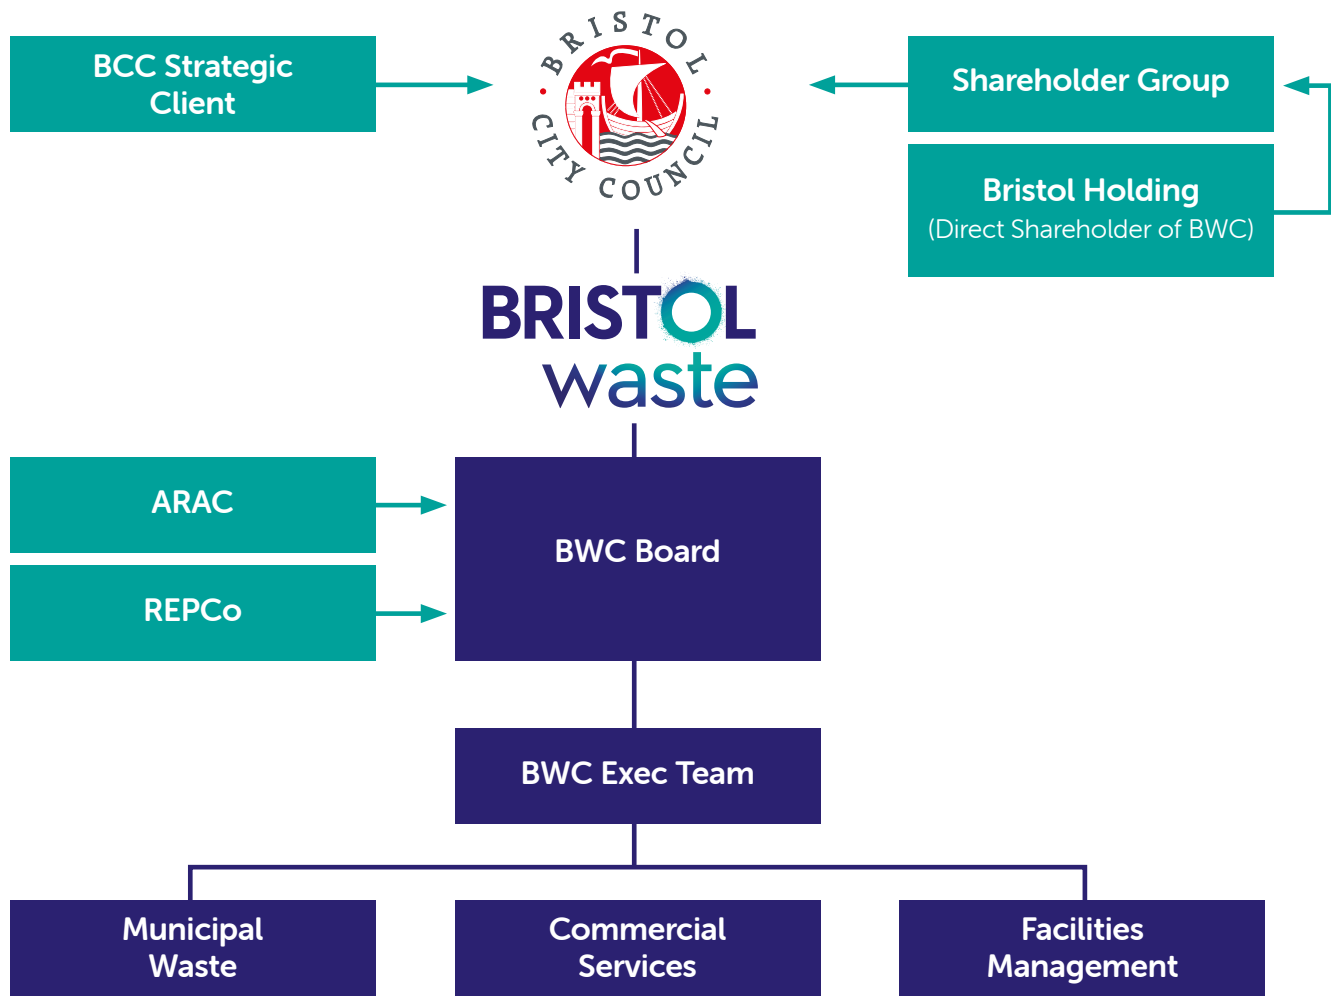 BCC Strategic
Client
BRISTOL
CITY COUNCIL
Shareholder Group
Bristol Holding
(Direct Shareholder of BWC)
BRISTOL
waste
ARAC
REPCo
BWC Board
BWC Exec Team
Municipal
Waste
Commercial
Services
Facilities
Management